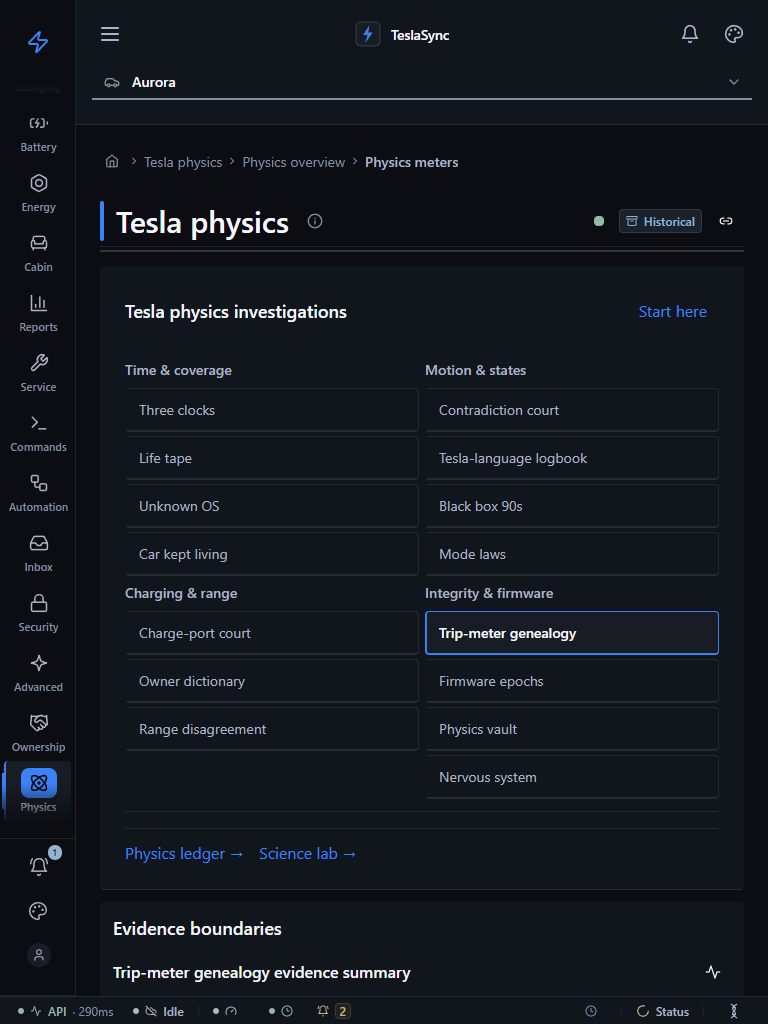 TeslaSync
Aurora
Charging
Battery
Energy
Cabin
Reports
Service
Commands
Automation
Inbox
Security
Advanced
Ownership
Physics
1
Tesla physics
Physics overview
Physics meters
Tesla physics
Historical
Tesla physics investigations
Start here
Time & coverage
Three clocks
Life tape
Unknown OS
Car kept living
Motion & states
Contradiction court
Tesla-language logbook
Black box 90s
Mode laws
Charging & range
Charge-port court
Owner dictionary
Range disagreement
Integrity & firmware
Trip-meter genealogy
Firmware epochs
Physics vault
Nervous system
Physics ledger →
Science lab →
Evidence boundaries
Trip-meter genealogy evidence summary
API · 290ms
Idle
2
Status